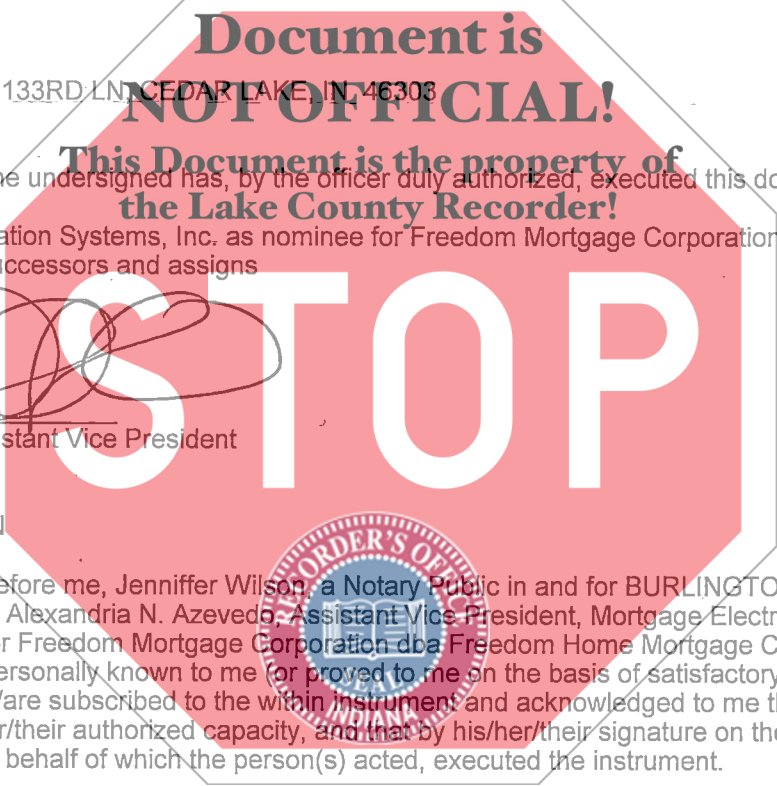 Document is
133RD LN, CEDAR LAKE, IN, 46303
NOT OFFICIAL!
This Document is the property of
e undersigned has, by the officer duly authorized, executed this do
the Lake County Recorder!
ation Systems, Inc. as nominee for Freedom Mortgage Corporation
uccessors and assigns
STOP
stant Vice President
RECORDER'S OFFICE
efore me, Jenniffer Wilson, a Notary Public in and for BURLINGTO
Alexandria N. Azevedo, Assistant Vice President, Mortgage Electr
r Freedom Mortgage Corporation dba Freedom Home Mortgage C
ersonally known to me (or proved to me on the basis of satisfactory
/are subscribed to the within instrument and acknowledged to me th
SEAL
INDIANA
r/their authorized capacity, and that by his/her/their signature on the
behalf of which the person(s) acted, executed the instrument.